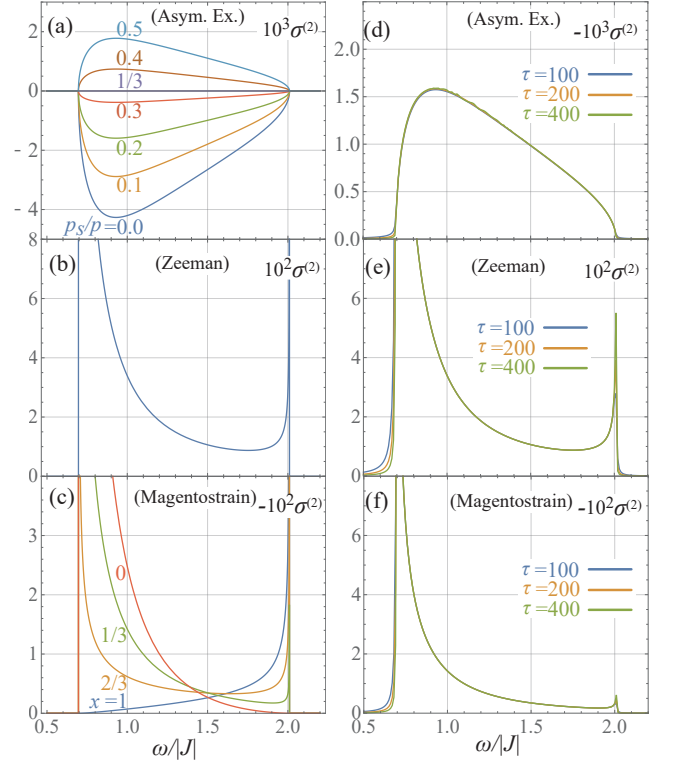 (a) (Asym. Ex.) 10³σ⁽²⁾
2
0
- 2
- 4
0.5
0.4
1/3
0.3
0.2
0.1
p_S/p=0.0
(b) (Zeeman) 10²σ⁽²⁾
8
6
4
2
0
(c) (Magentostrain) -10²σ⁽²⁾
3
2
1
0
0
1/3
2/3
x=1
0.5 1.0 1.5 2.0
ω/|J|
(d) (Asym. Ex.) -10³σ⁽²⁾
2.0
1.5
1.0
0.5
0.0
τ=100
τ=200
τ=400
(e) (Zeeman) 10²σ⁽²⁾
6
4
2
0
τ=100
τ=200
τ=400
(f) (Magentostrain) -10²σ⁽²⁾
6
4
2
0
τ=100
τ=200
τ=400
0.5 1.0 1.5 2.0
ω/|J|